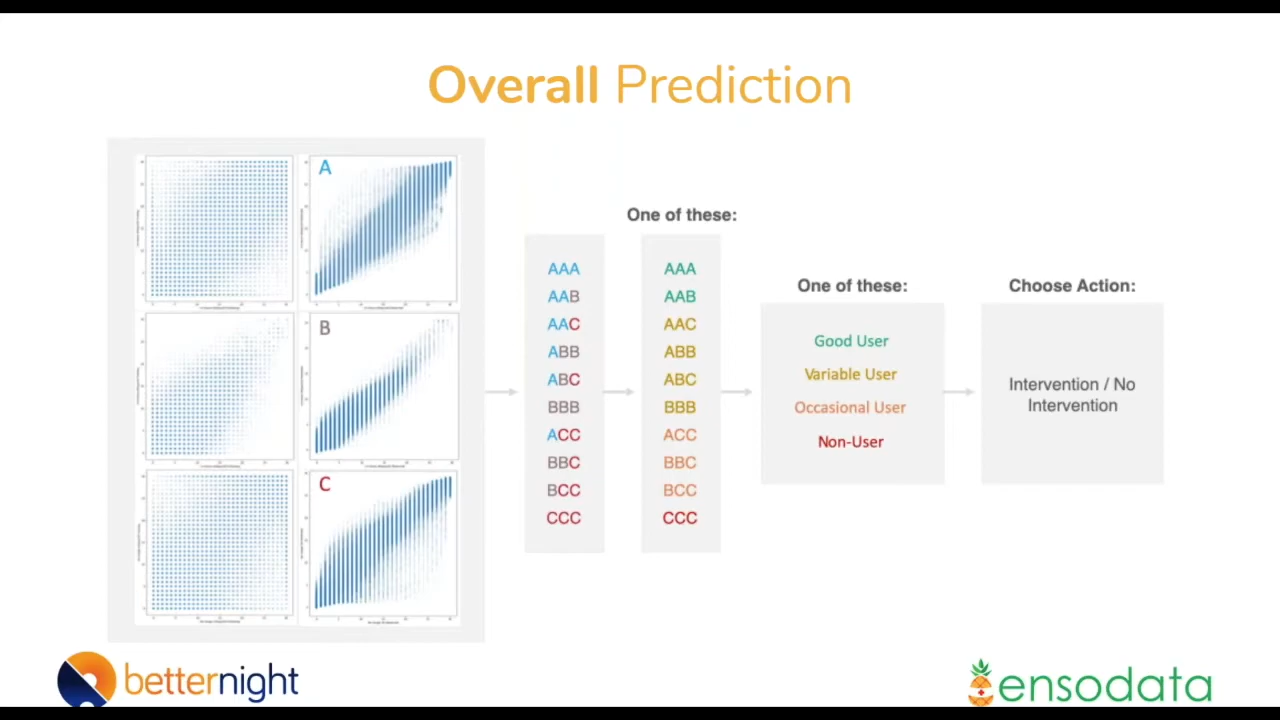 Overall Prediction
A
B
C
One of these:
AAA
AAB
AAC
ABB
ABC
BBB
ACC
BBC
BCC
CCC
AAA
AAB
AAC
ABB
ABC
BBB
ACC
BBC
BCC
CCC
One of these:
Good User
Variable User
Occasional User
Non-User
Choose Action:
Intervention / No
Intervention
betternight
ensodata